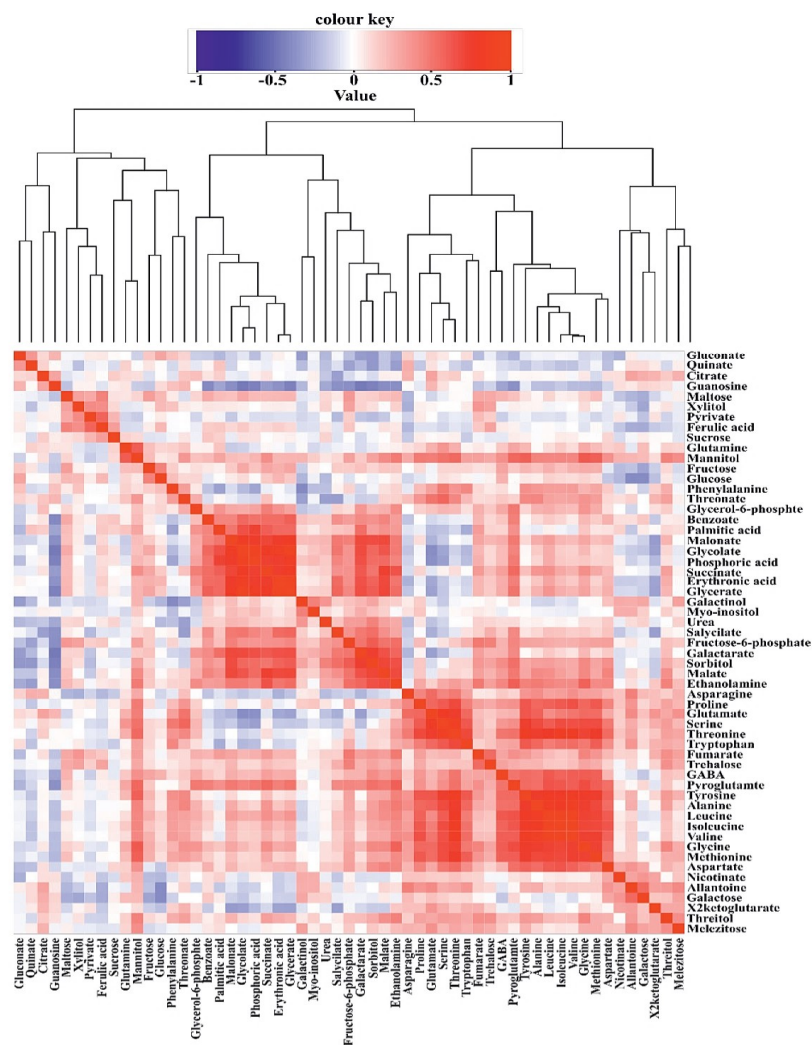 colour key
-1 -0.5 0 0.5 1
Value
Gluconate
Quinate
Citrate
Guanosine
Maltose
Xylitol
Pyrivate
Ferulic acid
Sucrose
Glutamine
Mannitol
Fructose
Glucose
Phenylalanine
Threonate
Glycerol-6-phosphte
Benzoate
Palmitic acid
Malonate
Glycolate
Phosphoric acid
Succinate
Erythronic acid
Glycerate
Galactinol
Myo-inositol
Urea
Salycilate
Fructose-6-phosphate
Galactarate
Sorbitol
Malate
Ethanolamine
Asparagine
Proline
Glutamate
Serine
Threonine
Tryptophan
Fumarate
Trehalose
GABA
Pyroglutamte
Tyrosine
Alanine
Leucine
Isoleucine
Valine
Glycine
Methionine
Aspartate
Nicotinate
Allantoine
Galactose
X2ketoglutarate
Threitol
Melezitose
Gluconate
Quinate
Citrate
Guanosine
Maltose
Xylitol
Pyrivate
Ferulic acid
Sucrose
Glutamine
Mannitol
Fructose
Glucose
Phenylalanine
Threonate
Glycerol-6-phosphte
Benzoate
Palmitic acid
Malonate
Glycolate
Phosphoric acid
Succinate
Erythronic acid
Glycerate
Galactinol
Myo-inositol
Urea
Salycilate
Fructose-6-phosphate
Galactarate
Sorbitol
Malate
Ethanolamine
Asparagine
Proline
Glutamate
Serine
Threonine
Tryptophan
Fumarate
Trehalose
GABA
Pyroglutamte
Tyrosine
Alanine
Leucine
Isoleucine
Valine
Glycine
Methionine
Aspartate
Nicotinate
Allantoine
Galactose
X2ketoglutarate
Threitol
Melezitose